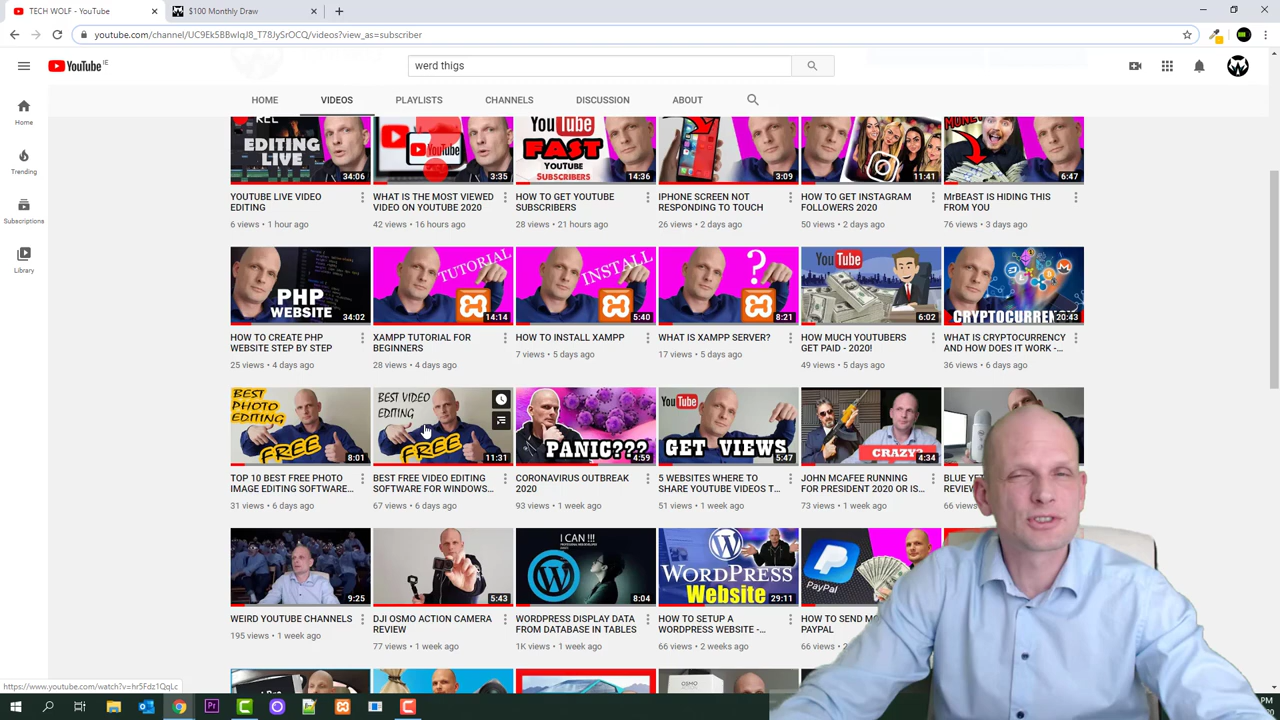 TECH WOLF - YouTube
$100 Monthly Draw
youtube.com/channel/UC9Ek5BBwIqJ8_T78JySrOCQ/videos?view_as=subscriber
YouTube IE
werd thigs
HOME VIDEOS PLAYLISTS CHANNELS DISCUSSION ABOUT
Home
Trending
Subscriptions
Library
EDITING LIVE 34:06
YouTube 3:35
YOU FAST YOUTUBE SUBSCRIBERS 14:36
3:09
11:41
6:47
YOUTUBE LIVE VIDEO EDITING
6 views • 1 hour ago
WHAT IS THE MOST VIEWED VIDEO ON YOUTUBE 2020
42 views • 16 hours ago
HOW TO GET YOUTUBE SUBSCRIBERS
28 views • 21 hours ago
IPHONE SCREEN NOT RESPONDING TO TOUCH
26 views • 2 days ago
HOW TO GET INSTAGRAM FOLLOWERS 2020
50 views • 2 days ago
MrBEAST IS HIDING THIS FROM YOU
76 views • 3 days ago
PHP WEBSITE 34:02
TUTORIAL 14:14
INSTALL 5:40
? 8:21
YouTube 6:02
CRYPTOCURRENCY 20:43
HOW TO CREATE PHP WEBSITE STEP BY STEP
25 views • 4 days ago
XAMPP TUTORIAL FOR BEGINNERS
28 views • 4 days ago
HOW TO INSTALL XAMPP
7 views • 5 days ago
WHAT IS XAMPP SERVER?
17 views • 5 days ago
HOW MUCH YOUTUBERS GET PAID - 2020!
49 views • 5 days ago
WHAT IS CRYPTOCURRENCY AND HOW DOES IT WORK -...
36 views • 6 days ago
BEST PHOTO EDITING FREE 8:01
BEST VIDEO EDITING FREE 11:31
PANIC??? 4:59
YouTube GET VIEWS 5:47
CRAZY? 4:34
TOP 10 BEST FREE PHOTO IMAGE EDITING SOFTWARE...
31 views • 6 days ago
BEST FREE VIDEO EDITING SOFTWARE FOR WINDOWS...
67 views • 6 days ago
CORONAVIRUS OUTBREAK 2020
93 views • 1 week ago
5 WEBSITES WHERE TO SHARE YOUTUBE VIDEOS T...
51 views • 1 week ago
JOHN MCAFEE RUNNING FOR PRESIDENT 2020 OR IS...
73 views • 1 week ago
BLUE
66 views
9:25
5:43
I CAN !!! 8:04
WORDPRESS Website 29:11
PayPal
WEIRD YOUTUBE CHANNELS
195 views • 1 week ago
DJI OSMO ACTION CAMERA REVIEW
77 views • 1 week ago
WORDPRESS DISPLAY DATA FROM DATABASE IN TABLES
1K views • 1 week ago
HOW TO SETUP A WORDPRESS WEBSITE -...
66 views • 2 weeks ago
HOW TO SEND
PAYPAL
66 views
https://www.youtube.com/watch?v=hr5Fdz1QqLc
PM